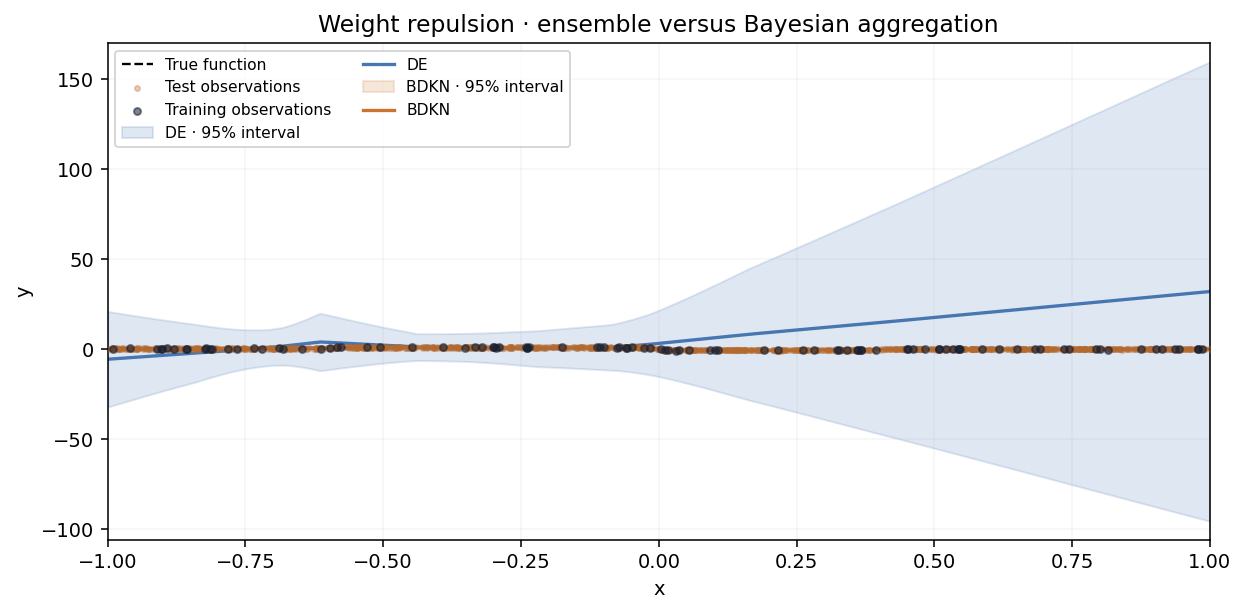 Weight repulsion · ensemble versus Bayesian aggregation
True function
Test observations
Training observations
DE · 95% interval
DE
BDKN · 95% interval
BDKN
150
100
50
0
−50
−100
y
−1.00 −0.75 −0.50 −0.25 0.00 0.25 0.50 0.75 1.00
x